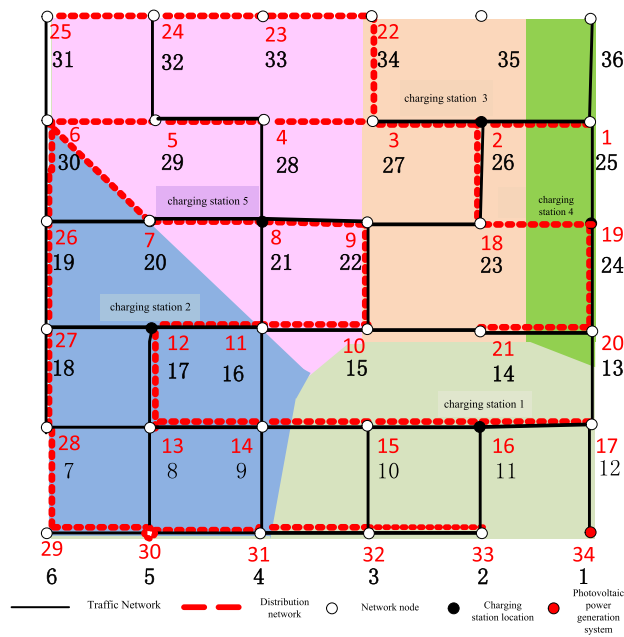 25 24 23 22
31 32 33 34 35 36
charging station 3
6 5 4 3 2 1
30 29 28 27 26 25
charging station 5
charging
station 4
7 8 9 18 19
26
19 20 21 22 23 24
charging station 2
27 12 11 10 21 20
18 17 16 15 14 13
charging station 1
28 13 14 15 16 17
7 8 9 10 11 12
29 30 31 32 33 34
6 5 4 3 2 1
Traffic Network
Distribution
network
Network node
Charging
station location
Photovoltaic
power
generation
system